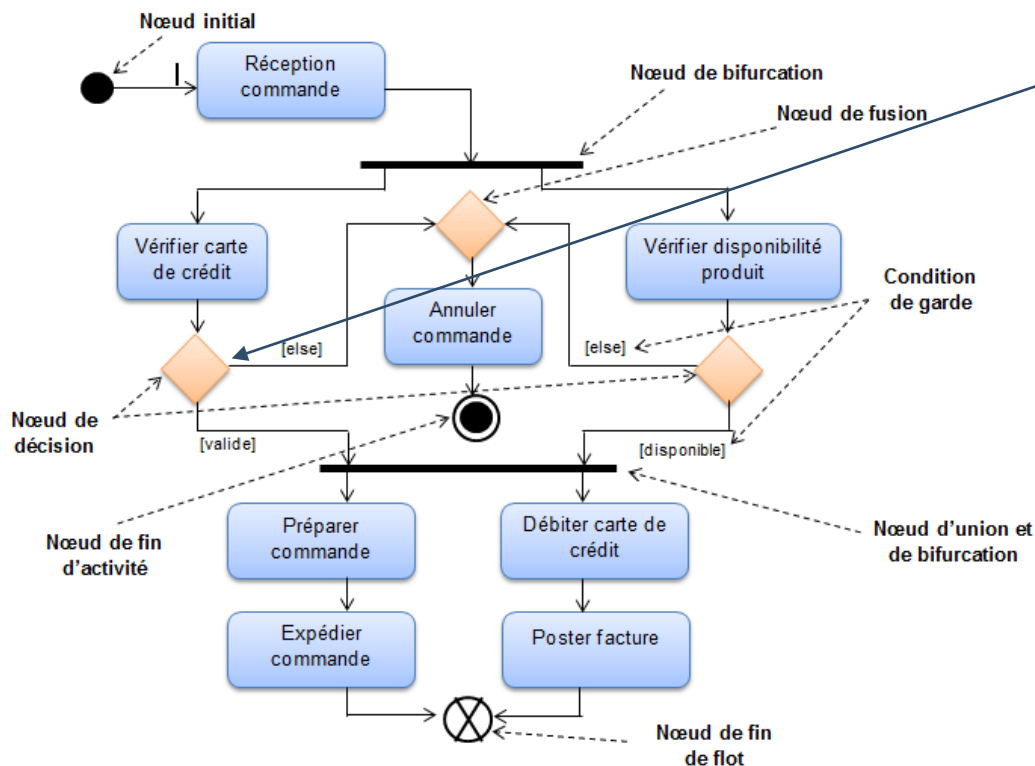 Nœud initial
Réception
commande
Nœud de bifurcation
Nœud de fusion
Vérifier carte
de crédit
Vérifier disponibilité
produit
Annuler
commande
Condition
de garde
[else]
[else]
Nœud de
décision
[valide]
[disponible]
Préparer
commande
Débiter carte de
crédit
Nœud d’union et
de bifurcation
Nœud de fin
d’activité
Expédier
commande
Poster facture
Nœud de fin
de flot